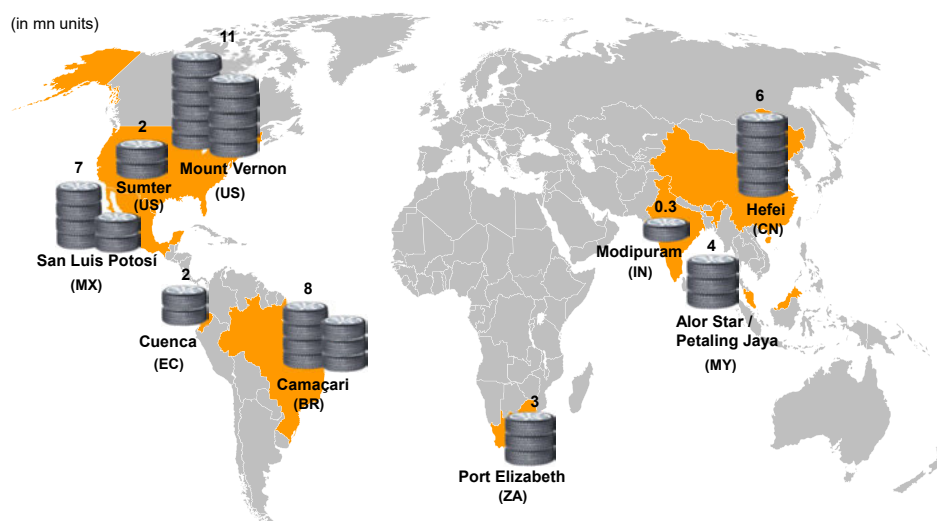 (in mn units)
11
Mount Vernon
(US)
2
Sumter
(US)
7
San Luis Potosí
(MX)
2
Cuenca
(EC)
8
Camaçari
(BR)
3
Port Elizabeth
(ZA)
6
Hefei
(CN)
0.3
Modipuram
(IN)
4
Alor Star /
Petaling Jaya
(MY)